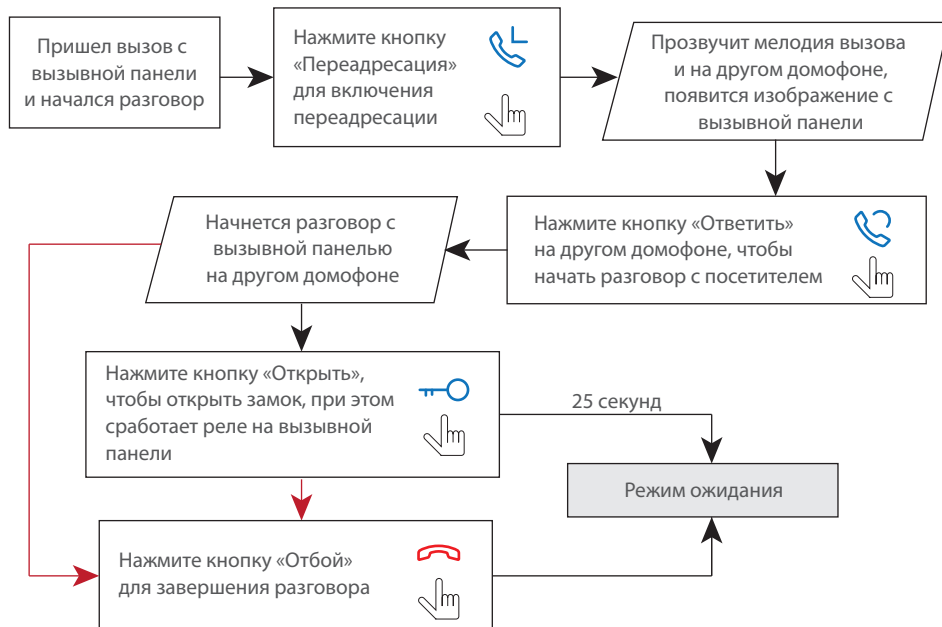 Пришел вызов с
вызывной панели
и начался разговор
Нажмите кнопку
«Переадресация»
для включения
переадресации
Прозвучит мелодия вызова
и на другом домофоне,
появится изображение с
вызывной панели
Начнется разговор с
вызывной панелью
на другом домофоне
Нажмите кнопку «Ответить»
на другом домофоне, чтобы
начать разговор с посетителем
Нажмите кнопку «Открыть»,
чтобы открыть замок, при этом
сработает реле на вызывной
панели
25 секунд
Режим ожидания
Нажмите кнопку «Отбой»
для завершения разговора